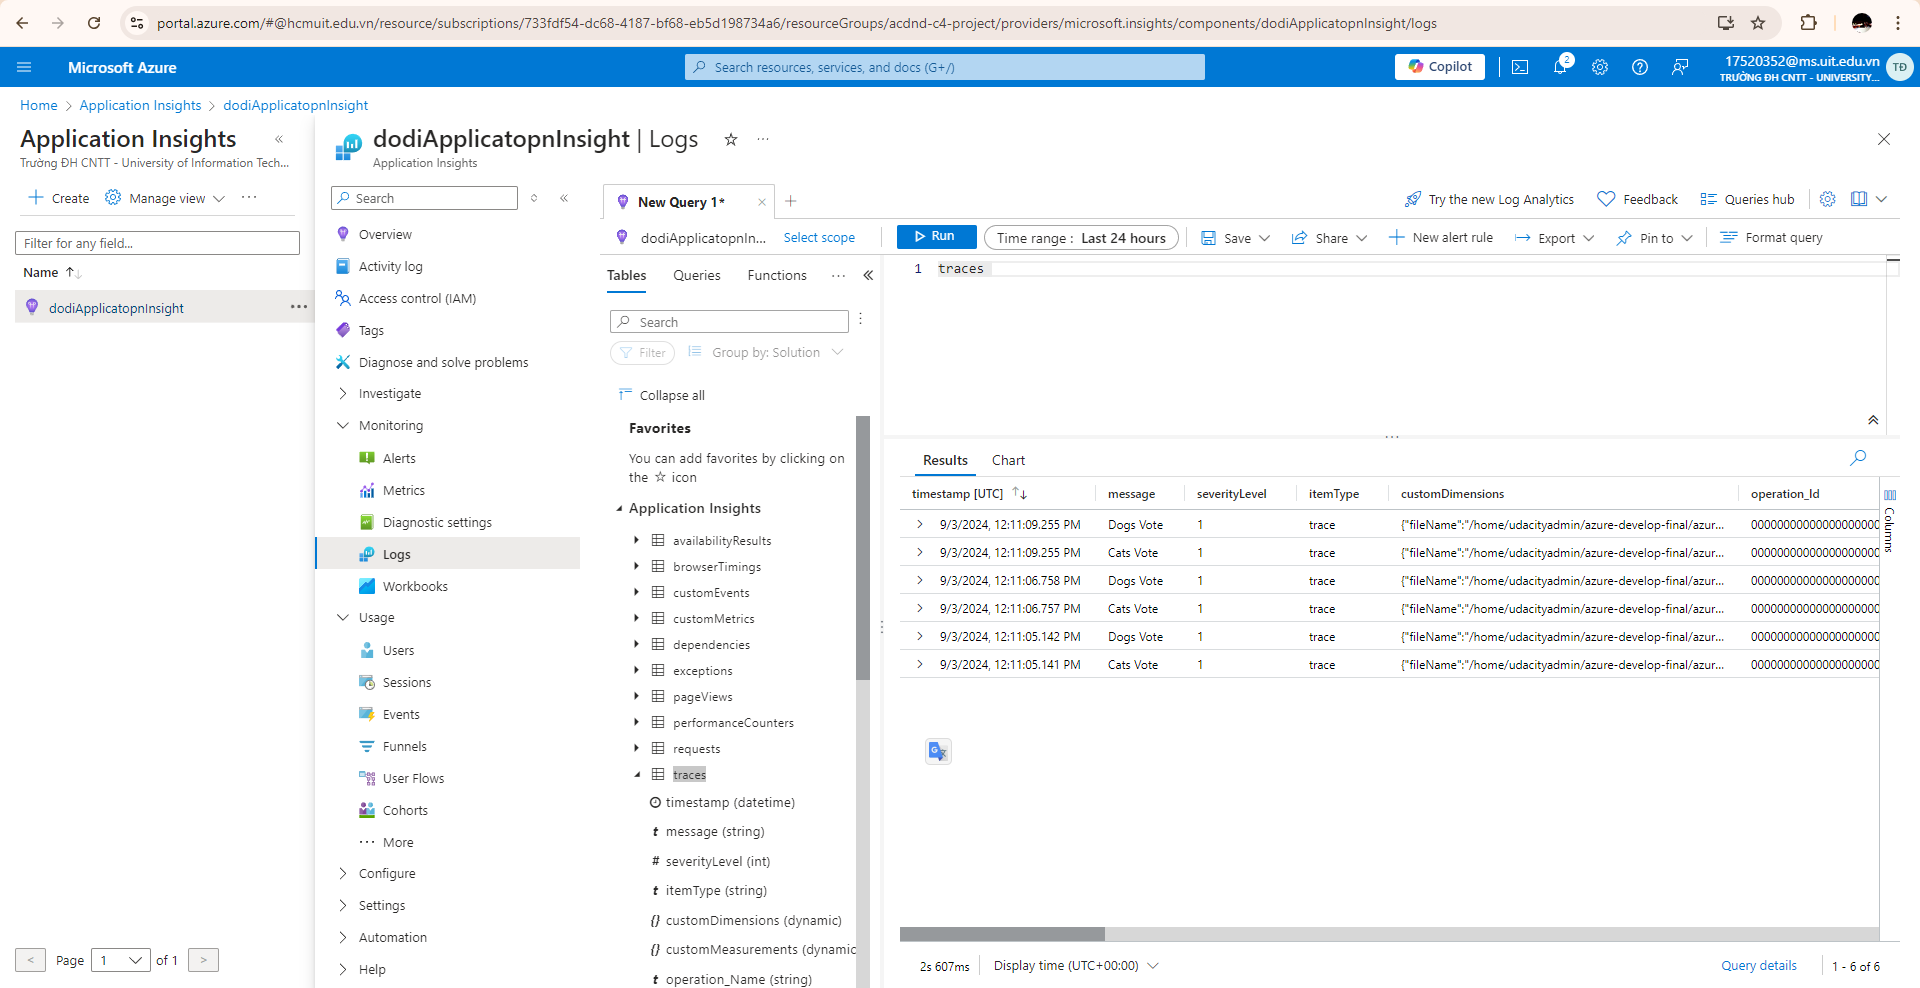 portal.azure.com/#@hcmuit.edu.vn/resource/subscriptions/733fdf54-dc68-4187-bf68-eb5d198734a6/resourceGroups/acdnd-c4-project/providers/microsoft.insights/components/dodiApplicatopnInsight/logs
Microsoft Azure
Search resources, services, and docs (G+/)
Copilot
2
17520352@ms.uit.edu.vn
TRƯỜNG ĐH CNTT - UNIVERSITY...
TĐ
Home > Application Insights > dodiApplicatopnInsight
Application Insights
Trường ĐH CNTT - University of Information Tech...
Create
Manage view
Filter for any field...
Name
dodiApplicatopnInsight
Page 1 of 1
dodiApplicatopnInsight | Logs
Application Insights
Search
Overview
Activity log
Access control (IAM)
Tags
Diagnose and solve problems
Investigate
Monitoring
Alerts
Metrics
Diagnostic settings
Logs
Workbooks
Usage
Users
Sessions
Events
Funnels
User Flows
Cohorts
More
Configure
Settings
Automation
Help
New Query 1*
Try the new Log Analytics
Feedback
Queries hub
dodiApplicatopnIn...
Select scope
Run
Time range : Last 24 hours
Save
Share
New alert rule
Export
Pin to
Format query
Tables
Queries
Functions
Search
Filter
Group by: Solution
Collapse all
Favorites
You can add favorites by clicking on
the ☆ icon
Application Insights
availabilityResults
browserTimings
customEvents
customMetrics
dependencies
exceptions
pageViews
performanceCounters
requests
traces
timestamp (datetime)
t message (string)
# severityLevel (int)
t itemType (string)
{} customDimensions (dynamic)
{} customMeasurements (dynamic
t operation_Name (string)
1 traces
Results
Chart
timestamp [UTC] message severityLevel itemType customDimensions operation_Id
9/3/2024, 12:11:09.255 PM Dogs Vote 1 trace {"fileName":"/home/udacityadmin/azure-develop-final/azur... 00000000000000000000
9/3/2024, 12:11:09.255 PM Cats Vote 1 trace {"fileName":"/home/udacityadmin/azure-develop-final/azur... 00000000000000000000
9/3/2024, 12:11:06.758 PM Dogs Vote 1 trace {"fileName":"/home/udacityadmin/azure-develop-final/azur... 00000000000000000000
9/3/2024, 12:11:06.757 PM Cats Vote 1 trace {"fileName":"/home/udacityadmin/azure-develop-final/azur... 00000000000000000000
9/3/2024, 12:11:05.142 PM Dogs Vote 1 trace {"fileName":"/home/udacityadmin/azure-develop-final/azur... 00000000000000000000
9/3/2024, 12:11:05.141 PM Cats Vote 1 trace {"fileName":"/home/udacityadmin/azure-develop-final/azur... 00000000000000000000
Columns
2s 607ms
Display time (UTC+00:00)
Query details
1 - 6 of 6